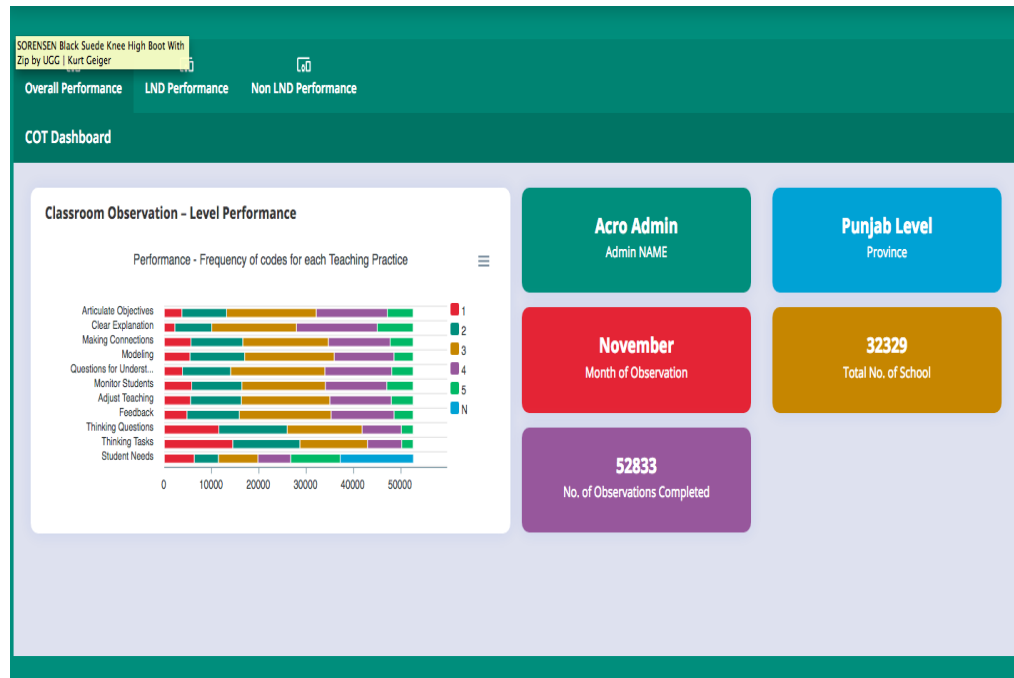 SORENSEN Black Suede Knee High Boot With
Zip by UGG | Kurt Geiger
Overall Performance
LND Performance
Non LND Performance
COT Dashboard
Classroom Observation – Level Performance
Performance - Frequency of codes for each Teaching Practice
Articulate Objectives
Clear Explanation
Making Connections
Modeling
Questions for Underst...
Monitor Students
Adjust Teaching
Feedback
Thinking Questions
Thinking Tasks
Student Needs
0 10000 20000 30000 40000 50000
1
2
3
4
5
N
Acro Admin
Admin NAME
Punjab Level
Province
November
Month of Observation
32329
Total No. of School
52833
No. of Observations Completed